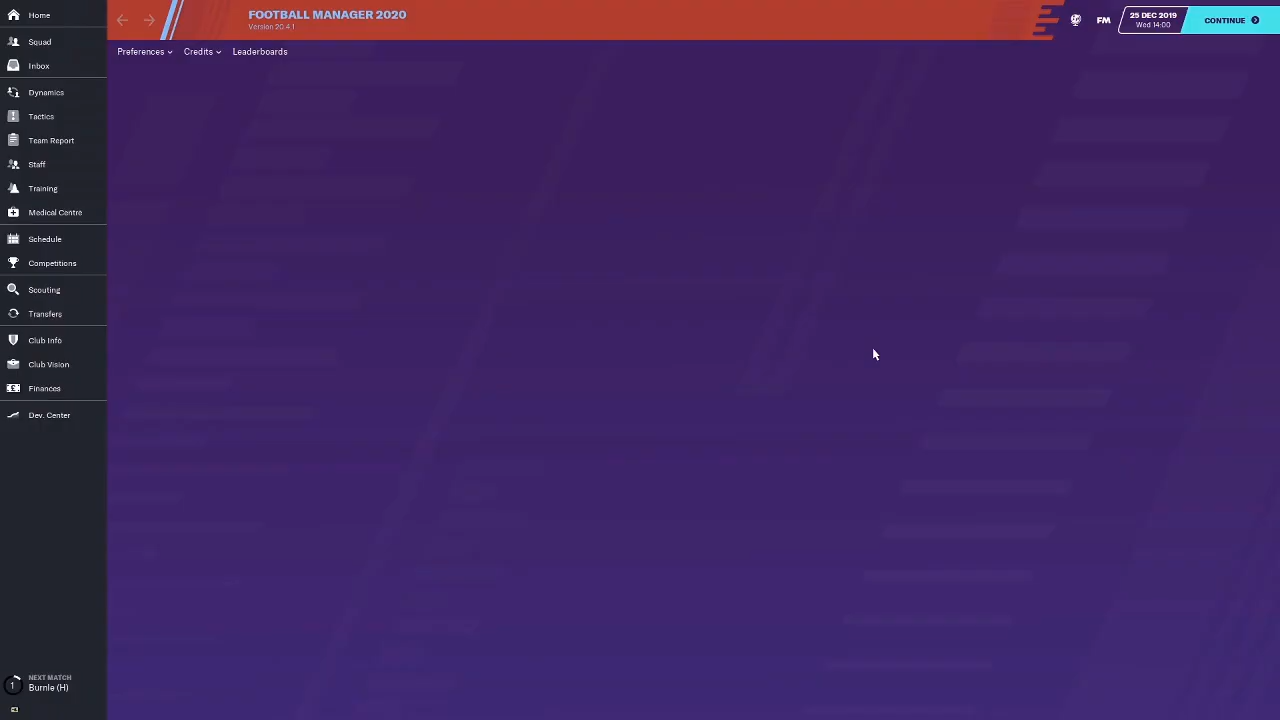 FOOTBALL MANAGER 2020
Version 20.4.1
FM
25 DEC 2019
Wed 14:00
CONTINUE
Preferences
Credits
Leaderboards
Home
Squad
Inbox
Dynamics
Tactics
Team Report
Staff
Training
Medical Centre
Schedule
Competitions
Scouting
Transfers
Club Info
Club Vision
Finances
Dev. Center
1
NEXT MATCH
Burnle (H)